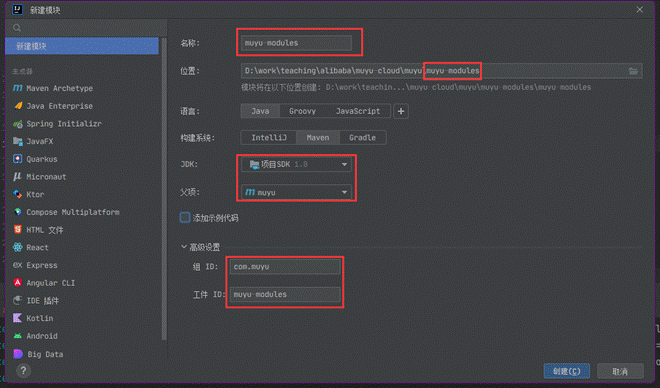 新建模块
新建模块
生成器
Maven Archetype
Java Enterprise
Spring Initializr
JavaFX
Quarkus
Micronaut
Ktor
Compose Multiplatform
HTML 文件
React
Express
Angular CLI
IDE 插件
Kotlin
Android
Big Data
?
名称: muyu-modules
位置: D:\work\teaching\alibaba\muyu-cloud\muyu\muyu-modules
模块将在以下位置创建: D:\work\teachin...\muyu-cloud\muyu\muyu-modules\muyu-modules
语言: Java Groovy JavaScript +
构建系统: IntelliJ Maven Gradle
JDK: 项目SDK 1.8
父项: muyu
添加示例代码
高级设置
组 ID: com.muyu
工件 ID: muyu-modules
创建(C) 取消